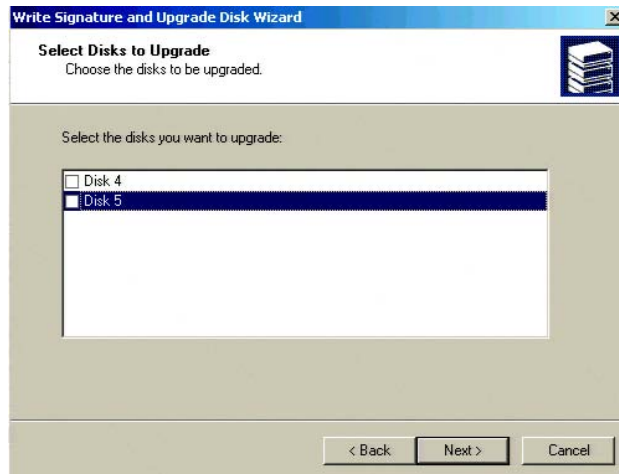 Write Signature and Upgrade Disk Wizard
Select Disks to Upgrade
Choose the disks to be upgraded.
Select the disks you want to upgrade:
Disk 4
Disk 5
< Back Next > Cancel